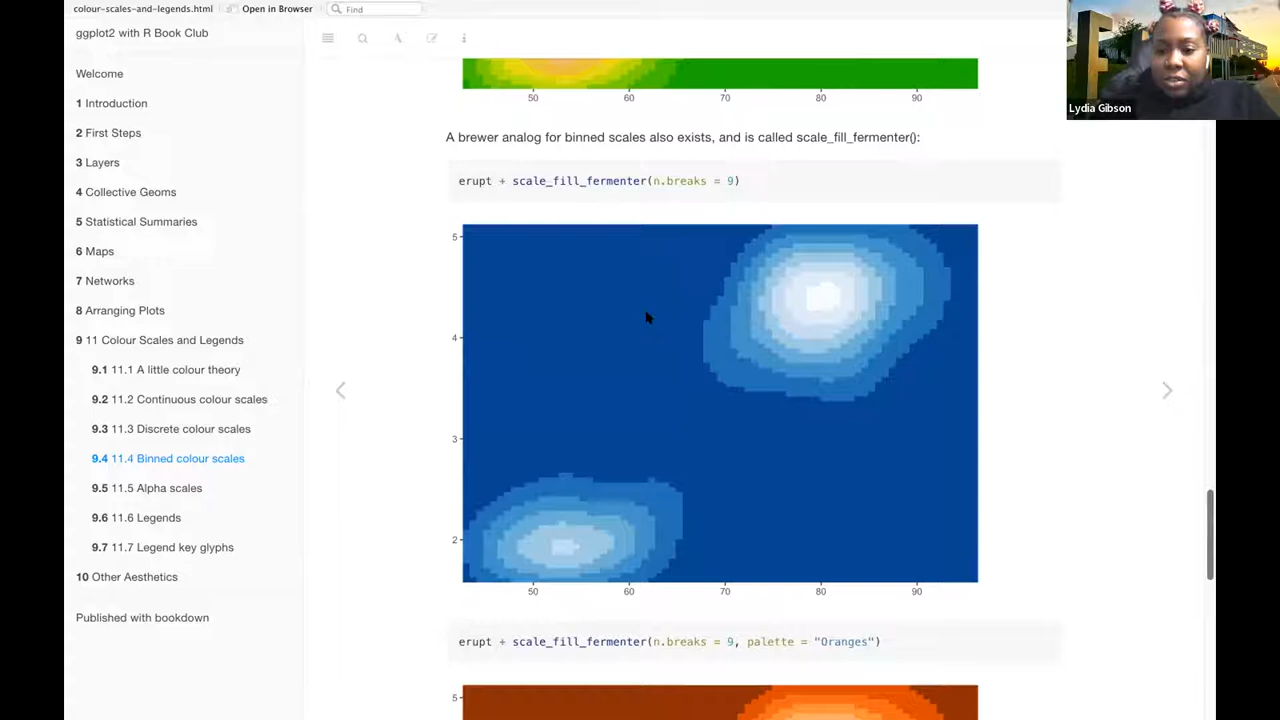 colour-scales-and-legends.html
Open in Browser
Find
ggplot2 with R Book Club
Welcome
1 Introduction
2 First Steps
3 Layers
4 Collective Geoms
5 Statistical Summaries
6 Maps
7 Networks
8 Arranging Plots
9 11 Colour Scales and Legends
9.1 11.1 A little colour theory
9.2 11.2 Continuous colour scales
9.3 11.3 Discrete colour scales
9.4 11.4 Binned colour scales
9.5 11.5 Alpha scales
9.6 11.6 Legends
9.7 11.7 Legend key glyphs
10 Other Aesthetics
Published with bookdown
50 60 70 80 90
A brewer analog for binned scales also exists, and is called scale_fill_fermenter():
erupt + scale_fill_fermenter(n.breaks = 9)
5
4
3
2
50 60 70 80 90
erupt + scale_fill_fermenter(n.breaks = 9, palette = "Oranges")
5
Lydia Gibson